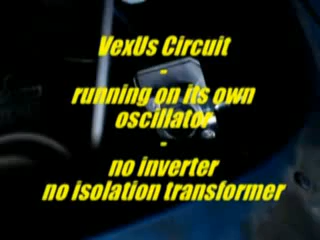 VexUs Circuit
-
running on its own
oscillator
-
no inverter
no isolation transformer